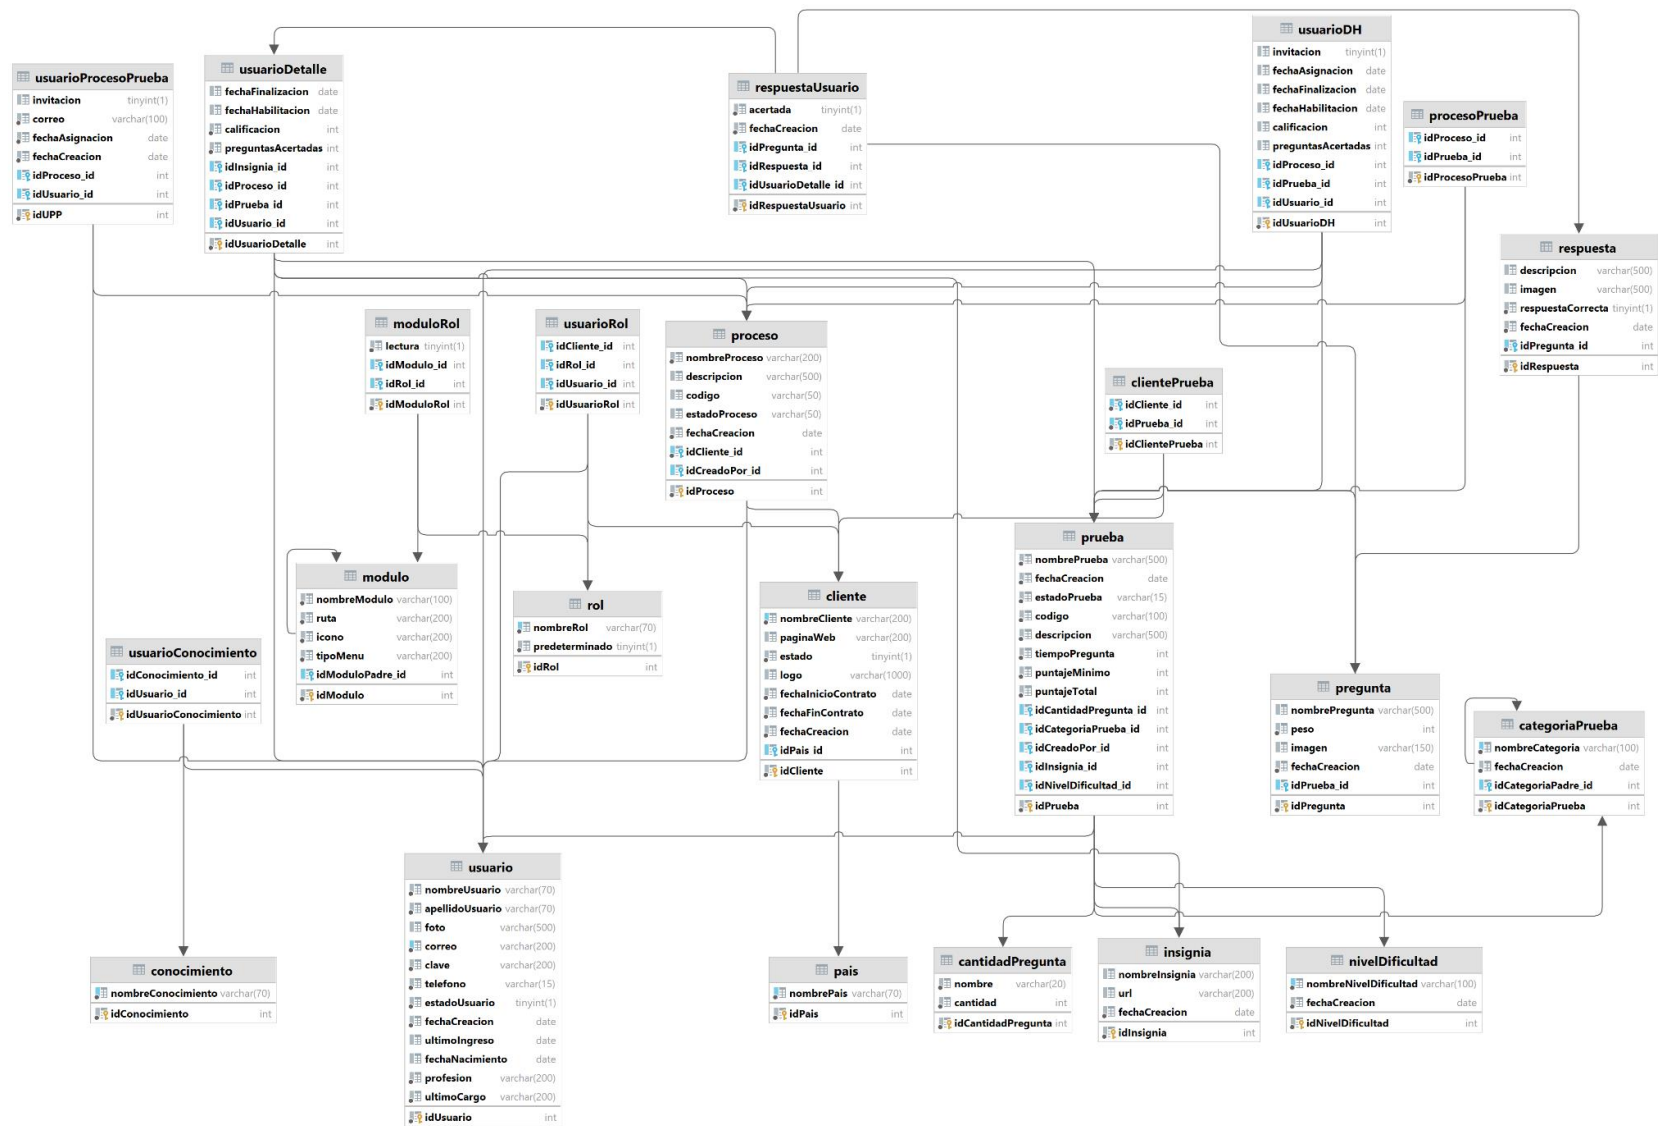 usuarioProcesoPrueba
invitacion tinyint(1)
correo varchar(100)
fechaAsignacion date
fechaCreacion date
idProceso_id int
idUsuario_id int
idUPP int
usuarioDetalle
fechaFinalizacion date
fechaHabilitacion date
calificacion int
preguntasAcertadas int
idInsignia_id int
idProceso_id int
idPrueba_id int
idUsuario_id int
idUsuarioDetalle int
respuestaUsuario
acertada tinyint(1)
fechaCreacion date
idPregunta_id int
idRespuesta_id int
idUsuarioDetalle_id int
idRespuestaUsuario int
usuarioDH
invitacion tinyint(1)
fechaAsignacion date
fechaFinalizacion date
fechaHabilitacion date
calificacion int
preguntasAcertadas int
idProceso_id int
idPrueba_id int
idUsuario_id int
idUsuarioDH int
procesoPrueba
idProceso_id int
idPrueba_id int
idProcesoPrueba int
respuesta
descripcion varchar(500)
imagen varchar(500)
respuestaCorrecta tinyint(1)
fechaCreacion date
idPregunta_id int
idRespuesta int
moduloRol
lectura tinyint(1)
idModulo_id int
idRol_id int
idModuloRol int
usuarioRol
idCliente_id int
idRol_id int
idUsuario_id int
idUsuarioRol int
proceso
nombreProceso varchar(200)
descripcion varchar(500)
codigo varchar(50)
estadoProceso varchar(50)
fechaCreacion date
idCliente_id int
idCreadoPor_id int
idProceso int
clientePrueba
idCliente_id int
idPrueba_id int
idClientePrueba int
modulo
nombreModulo varchar(100)
ruta varchar(200)
icono varchar(200)
tipoMenu varchar(200)
idModuloPadre_id int
idModulo int
rol
nombreRol varchar(70)
predeterminado tinyint(1)
idRol int
cliente
nombreCliente varchar(200)
paginaWeb varchar(200)
estado tinyint(1)
logo varchar(1000)
fechaInicioContrato date
fechaFinContrato date
fechaCreacion date
idPais_id int
idCliente int
prueba
nombrePrueba varchar(500)
fechaCreacion date
estadoPrueba varchar(15)
codigo varchar(100)
descripcion varchar(500)
tiempoPregunta int
puntajeMinimo int
puntajeTotal int
idCantidadPregunta_id int
idCategoriaPrueba_id int
idCreadoPor_id int
idInsignia_id int
idNivelDificultad_id int
idPrueba int
usuarioConocimiento
idConocimiento_id int
idUsuario_id int
idUsuarioConocimiento int
pregunta
nombrePregunta varchar(500)
peso int
imagen varchar(150)
fechaCreacion date
idPrueba_id int
idPregunta int
categoriaPrueba
nombreCategoria varchar(100)
fechaCreacion date
idCategoriaPadre_id int
idCategoriaPrueba int
usuario
nombreUsuario varchar(70)
apellidoUsuario varchar(70)
foto varchar(500)
correo varchar(200)
clave varchar(200)
telefono varchar(15)
estadoUsuario tinyint(1)
fechaCreacion date
ultimoIngreso date
fechaNacimiento date
profesion varchar(200)
ultimoCargo varchar(200)
idUsuario int
conocimiento
nombreConocimiento varchar(70)
idConocimiento int
pais
nombrePais varchar(70)
idPais int
cantidadPregunta
nombre varchar(20)
cantidad int
idCantidadPregunta int
insignia
nombreInsignia varchar(200)
url varchar(200)
fechaCreacion date
idInsignia int
nivelDificultad
nombreNivelDificultad varchar(100)
fechaCreacion date
idNivelDificultad int